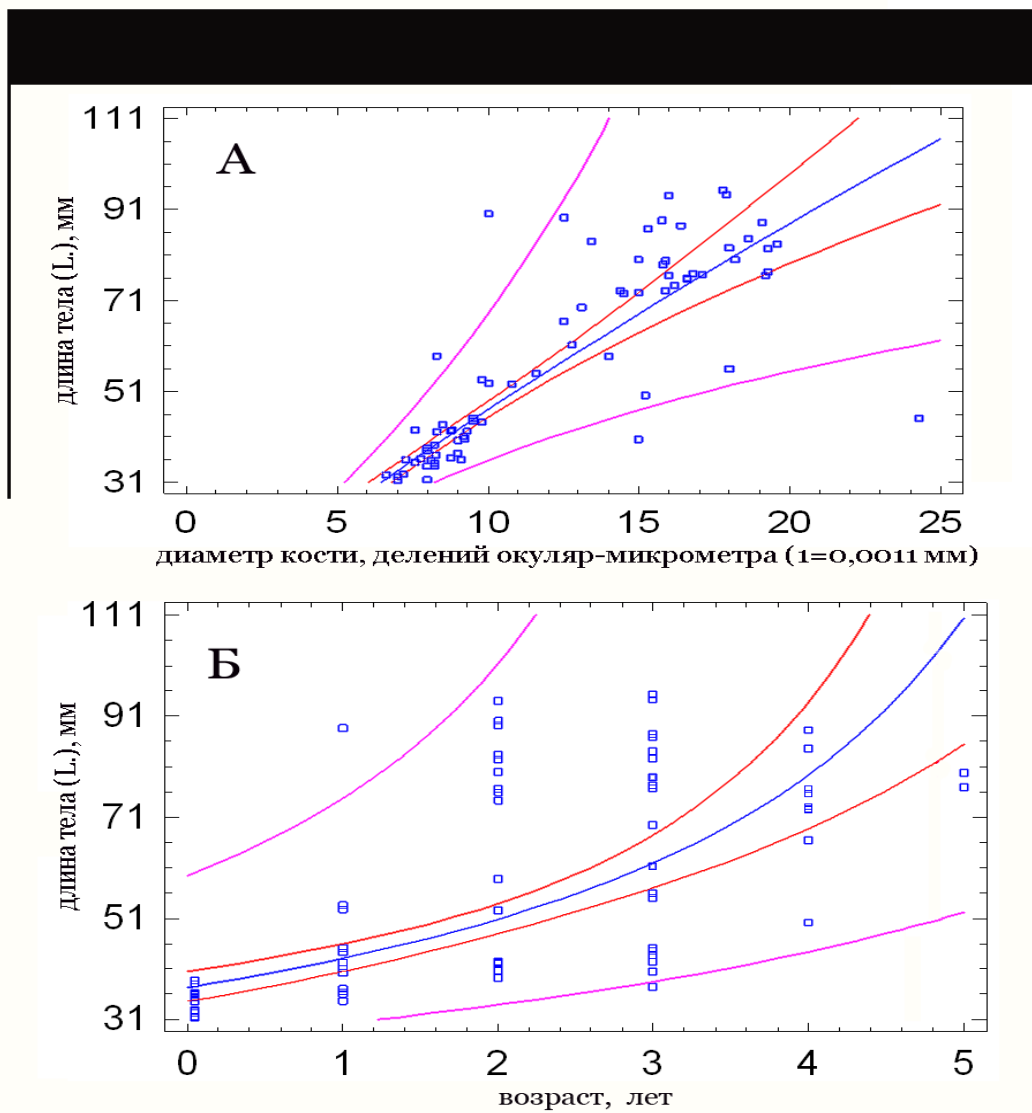 111
91
71
51
31
А
длина тела (L.), мм
0 5 10 15 20 25
диаметр кости, делений окуляр-микрометра (1=0,0011 мм)
111
91
71
51
31
Б
длина тела (L.), мм
0 1 2 3 4 5
возраст, лет